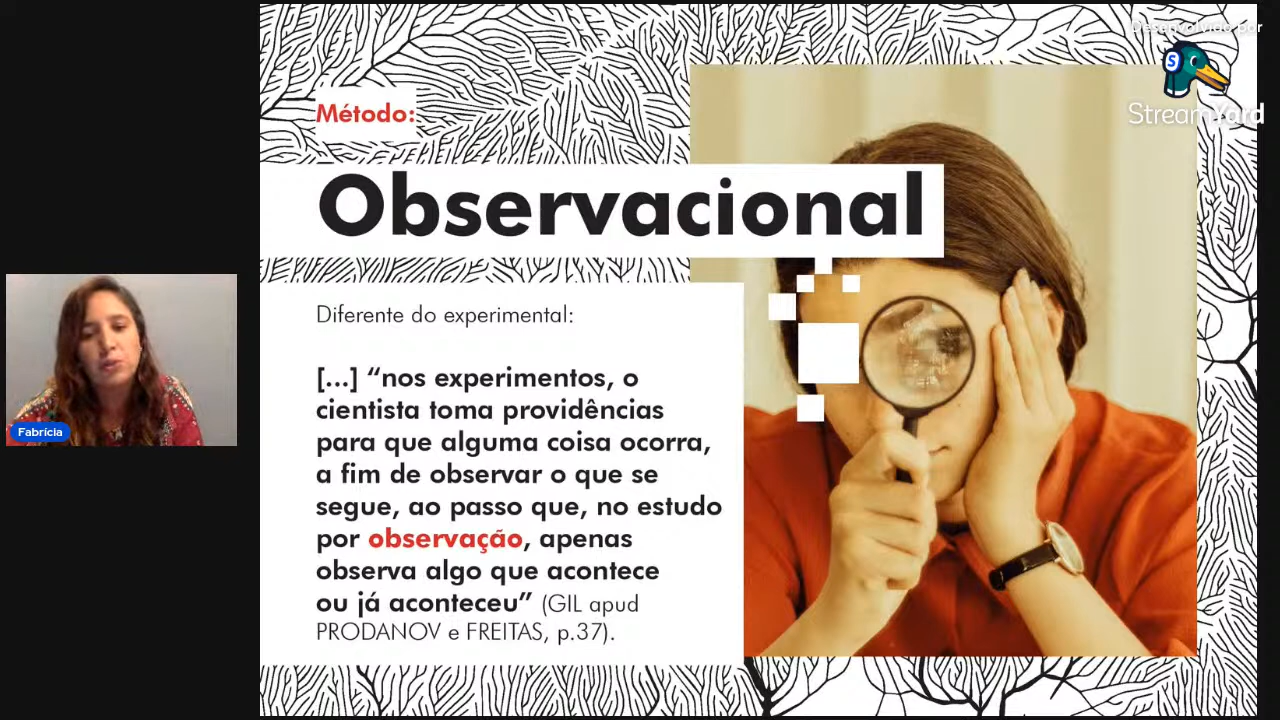 Desenvolvido por
StreamYard
Método:
Observacional
Diferente do experimental:
[...] “nos experimentos, o
cientista toma providências
para que alguma coisa ocorra,
a fim de observar o que se
segue, ao passo que, no estudo
por observação, apenas
observa algo que acontece
ou já aconteceu” (GIL apud
PRODANOV e FREITAS, p.37).
Fabrícia